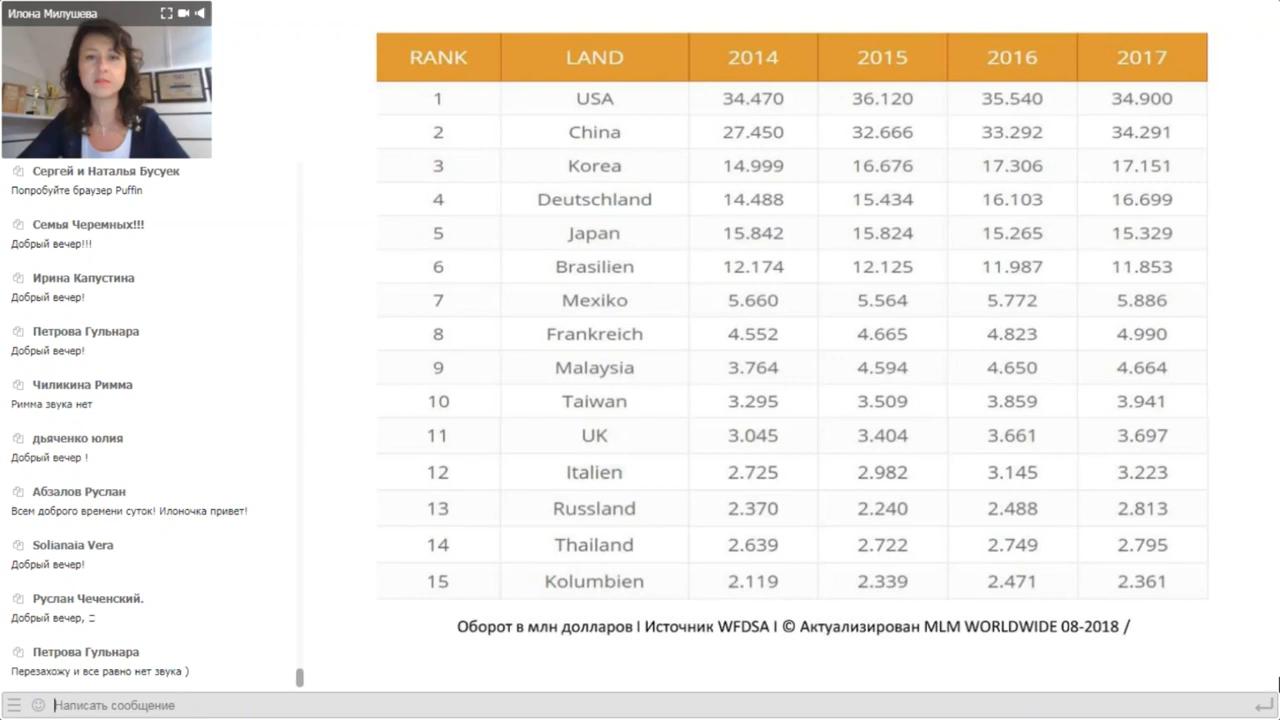 Илона Милушева
Сергей и Наталья Бусуек
Попробуйте браузер Puffin
Семья Черемных!!!
Добрый вечер!!!
Ирина Капустина
Добрый вечер!
Петрова Гульнара
Добрый вечер!
Чиликина Римма
Римма звука нет
дьяченко юлия
Добрый вечер !
Абзалов Руслан
Всем доброго времени суток! Илоночка привет!
Solianaia Vera
Добрый вечер!
Руслан Чеченский.
Добрый вечер,
Петрова Гульнара
Перезахожу и все равно нет звука )
Написать сообщение
RANK LAND 2014 2015 2016 2017
1 USA 34.470 36.120 35.540 34.900
2 China 27.450 32.666 33.292 34.291
3 Korea 14.999 16.676 17.306 17.151
4 Deutschland 14.488 15.434 16.103 16.699
5 Japan 15.842 15.824 15.265 15.329
6 Brasilien 12.174 12.125 11.987 11.853
7 Mexiko 5.660 5.564 5.772 5.886
8 Frankreich 4.552 4.665 4.823 4.990
9 Malaysia 3.764 4.594 4.650 4.664
10 Taiwan 3.295 3.509 3.859 3.941
11 UK 3.045 3.404 3.661 3.697
12 Italien 2.725 2.982 3.145 3.223
13 Russland 2.370 2.240 2.488 2.813
14 Thailand 2.639 2.722 2.749 2.795
15 Kolumbien 2.119 2.339 2.471 2.361
Оборот в млн долларов I Источник WFDSA I © Актуализирован MLM WORLDWIDE 08-2018 /